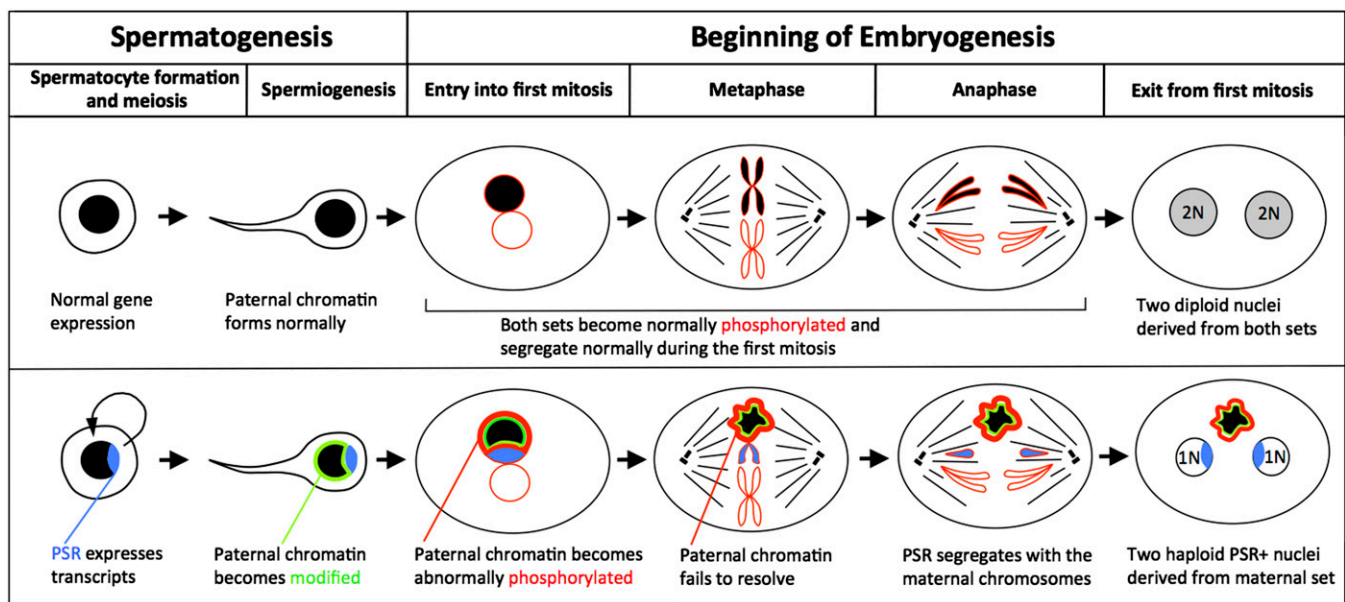 Spermatogenesis
Beginning of Embryogenesis
Spermatocyte formation
and meiosis
Spermiogenesis
Entry into first mitosis
Metaphase
Anaphase
Exit from first mitosis
2N
2N
Normal gene
expression
Paternal chromatin
forms normally
Both sets become normally phosphorylated and
segregate normally during the first mitosis
Two diploid nuclei
derived from both sets
1N
1N
PSR expresses
transcripts
Paternal chromatin
becomes modified
Paternal chromatin becomes
abnormally phosphorylated
Paternal chromatin
fails to resolve
PSR segregates with the
maternal chromosomes
Two haploid PSR+ nuclei
derived from maternal set